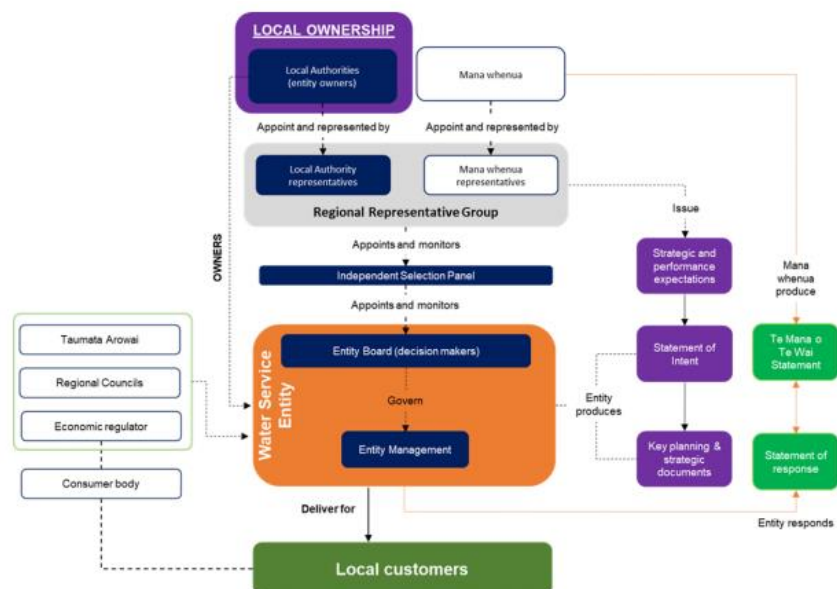 LOCAL OWNERSHIP
Local Authorities
(entity owners)
Mana whenua
Appoint and represented by
Appoint and represented by
Local Authority
representatives
Mana whenua
representatives
Regional Representative Group
Issue
Appoints and monitors
Strategic and
performance
expectations
Mana
whenua
produce
OWNERS
Independent Selection Panel
Appoints and monitors
Taumata Arowai
Regional Councils
Economic regulator
Consumer body
Water Service
Entity
Entity Board (decision makers)
Govern
Entity Management
Statement of
Intent
Te Mana o
Te Wai
Statement
Entity
produces
Key planning &
strategic
documents
Statement of
response
Deliver for
Entity responds
Local customers